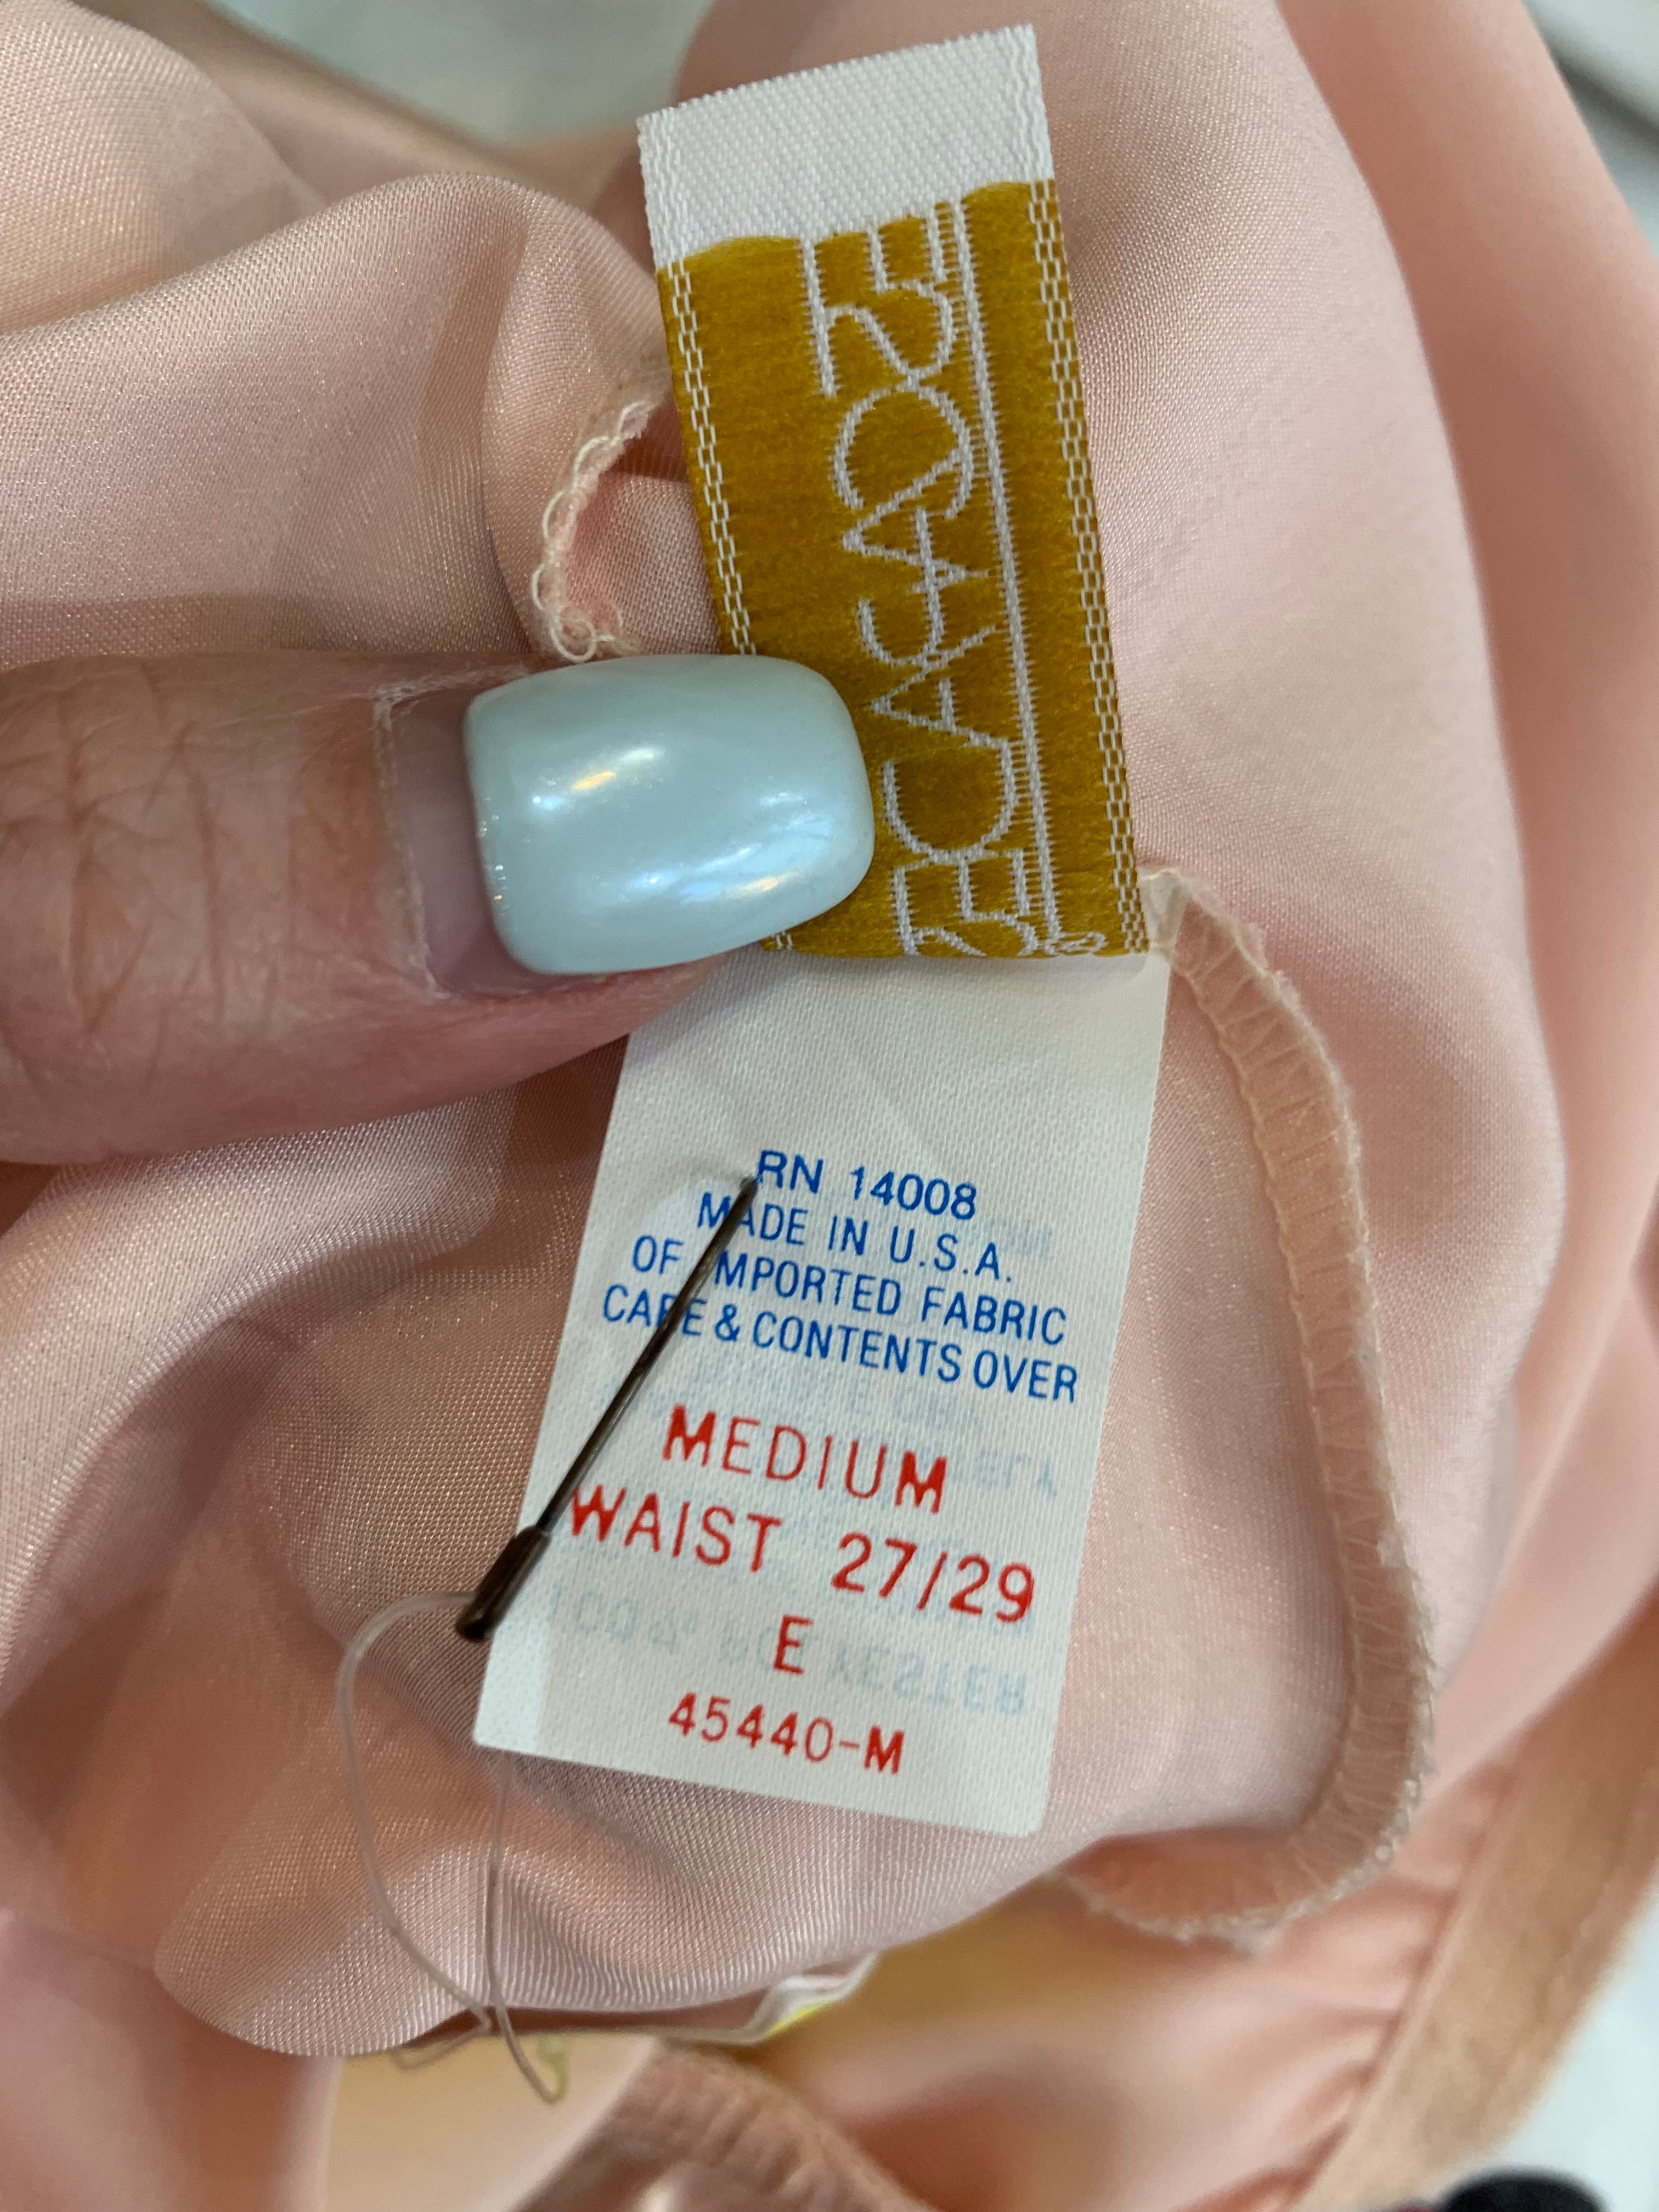 RN 14008
MADE IN U.S.A.
OF IMPORTED FABRIC
CARE & CONTENTS OVER
MEDIUM
WAIST 27/29
E
45440-M